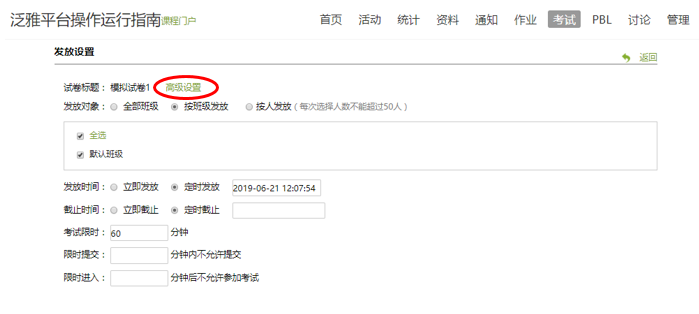 泛雅平台操作运行指南 课程门户 首页 活动 统计 资料 通知 作业 考试 PBL 讨论 管理
发放设置 返回
试卷标题： 模拟试卷1 高级设置
发放对象： 全部班级 按班级发放 按人发放（每次选择人数不能超过50人）
全选
默认班级
发放时间： 立即发放 定时发放 2019-06-21 12:07:54
截止时间： 立即截止 定时截止
考试限时： 60 分钟
限时提交： 分钟内不允许提交
限时进入： 分钟后不允许参加考试